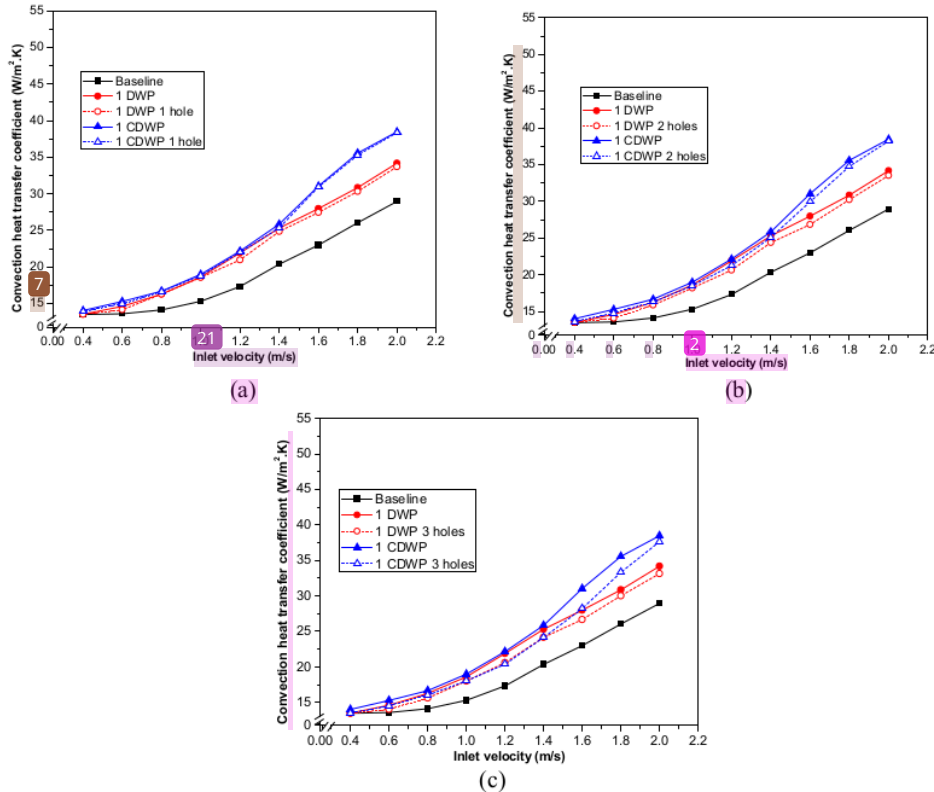 55
50
45
40
35
30
25
20
15
0
Convection heat transfer coefficient (W/m².K)
Baseline
1 DWP
1 DWP 1 hole
1 CDWP
1 CDWP 1 hole
7
0.00 0.4 0.6 0.8 1.0 1.2 1.4 1.6 1.8 2.0 2.2
21
Inlet velocity (m/s)
(a)
55
50
45
40
35
30
25
20
15
0
Convection heat transfer coefficient (W/m².K)
Baseline
1 DWP
1 DWP 2 holes
1 CDWP
1 CDWP 2 holes
0.00 0.4 0.6 0.8 1.2 1.4 1.6 1.8 2.0 2.2
2
Inlet velocity (m/s)
(b)
55
50
45
40
35
30
25
20
15
0
Convection heat transfer coefficient (W/m².K)
Baseline
1 DWP
1 DWP 3 holes
1 CDWP
1 CDWP 3 holes
0.00 0.4 0.6 0.8 1.0 1.2 1.4 1.6 1.8 2.0 2.2
Inlet velocity (m/s)
(c)